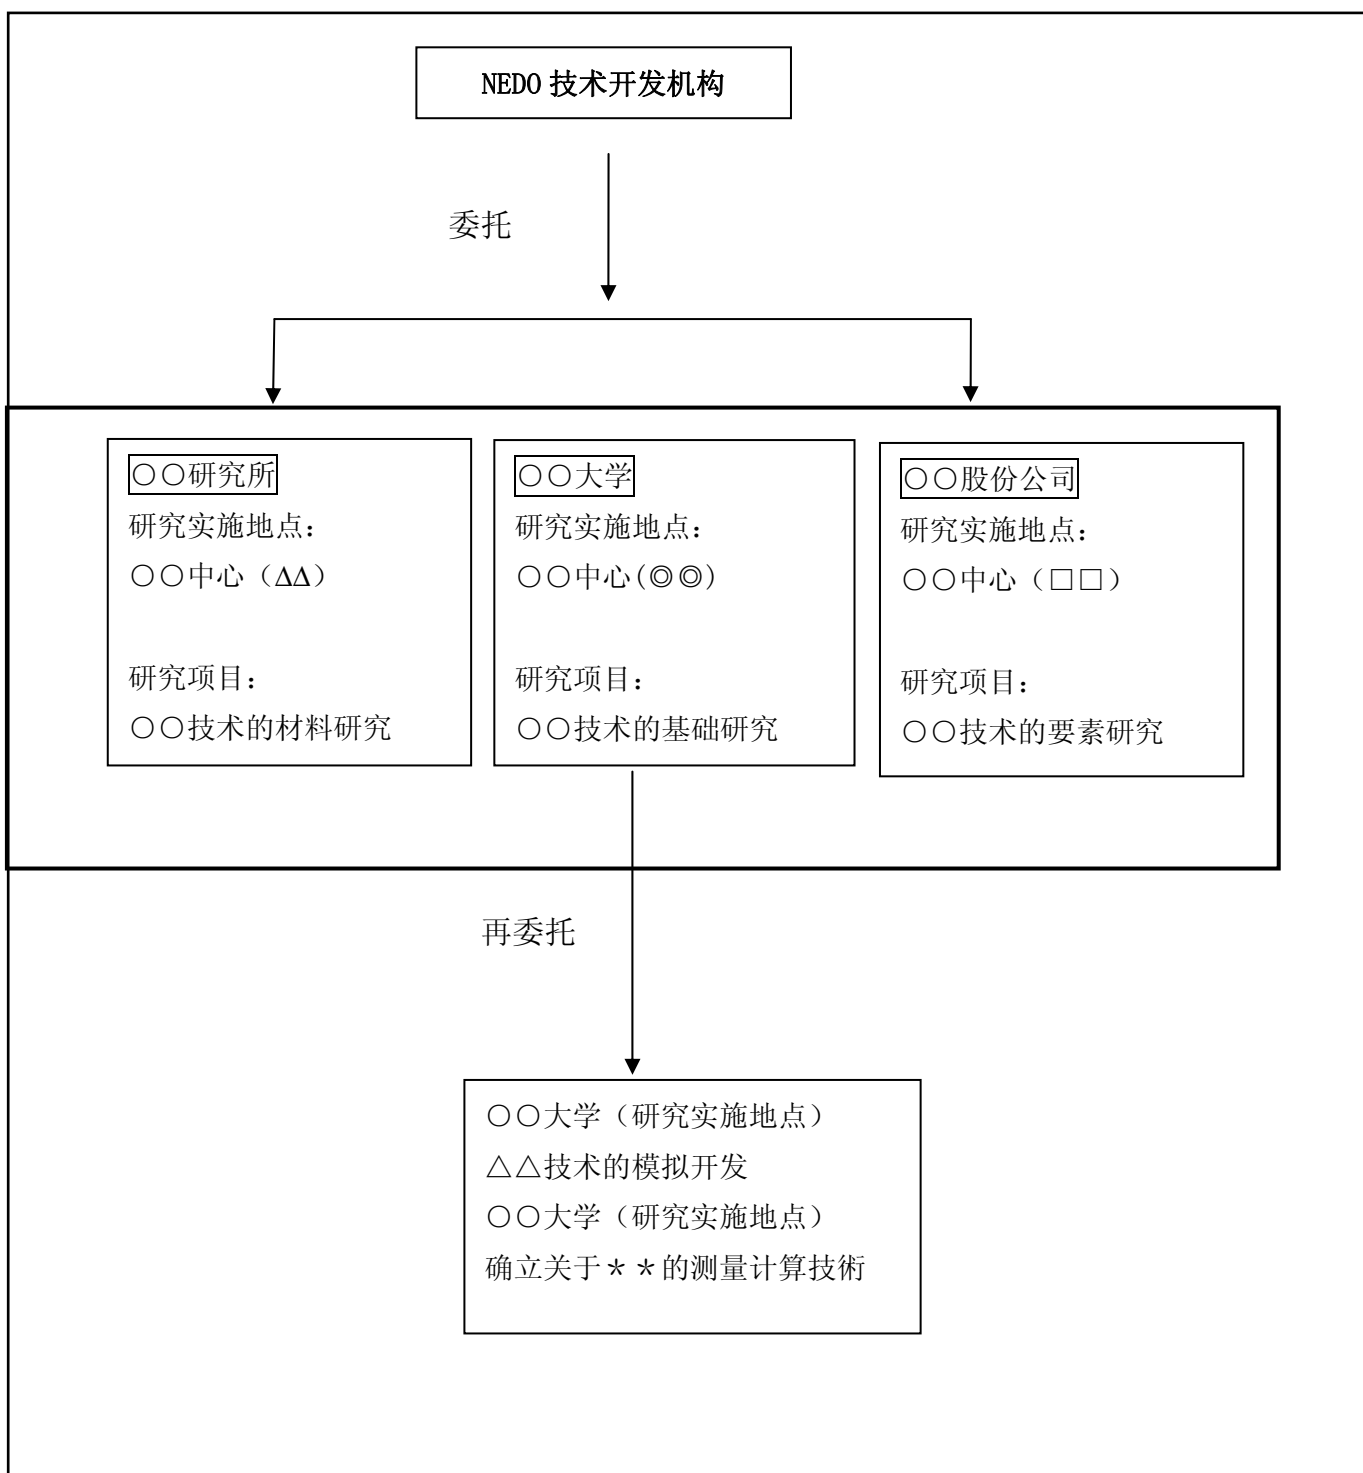 NEDO 技术开发机构
委托
〇〇研究所
研究实施地点：
〇〇中心（ΔΔ）
研究项目：
〇〇技术的材料研究
〇〇大学
研究实施地点：
〇〇中心(◎◎)
研究项目：
〇〇技术的基础研究
〇〇股份公司
研究实施地点：
〇〇中心（□□）
研究项目：
〇〇技术的要素研究
再委托
〇〇大学（研究实施地点）
△△技术的模拟开发
〇〇大学（研究实施地点）
确立关于＊＊的测量计算技術